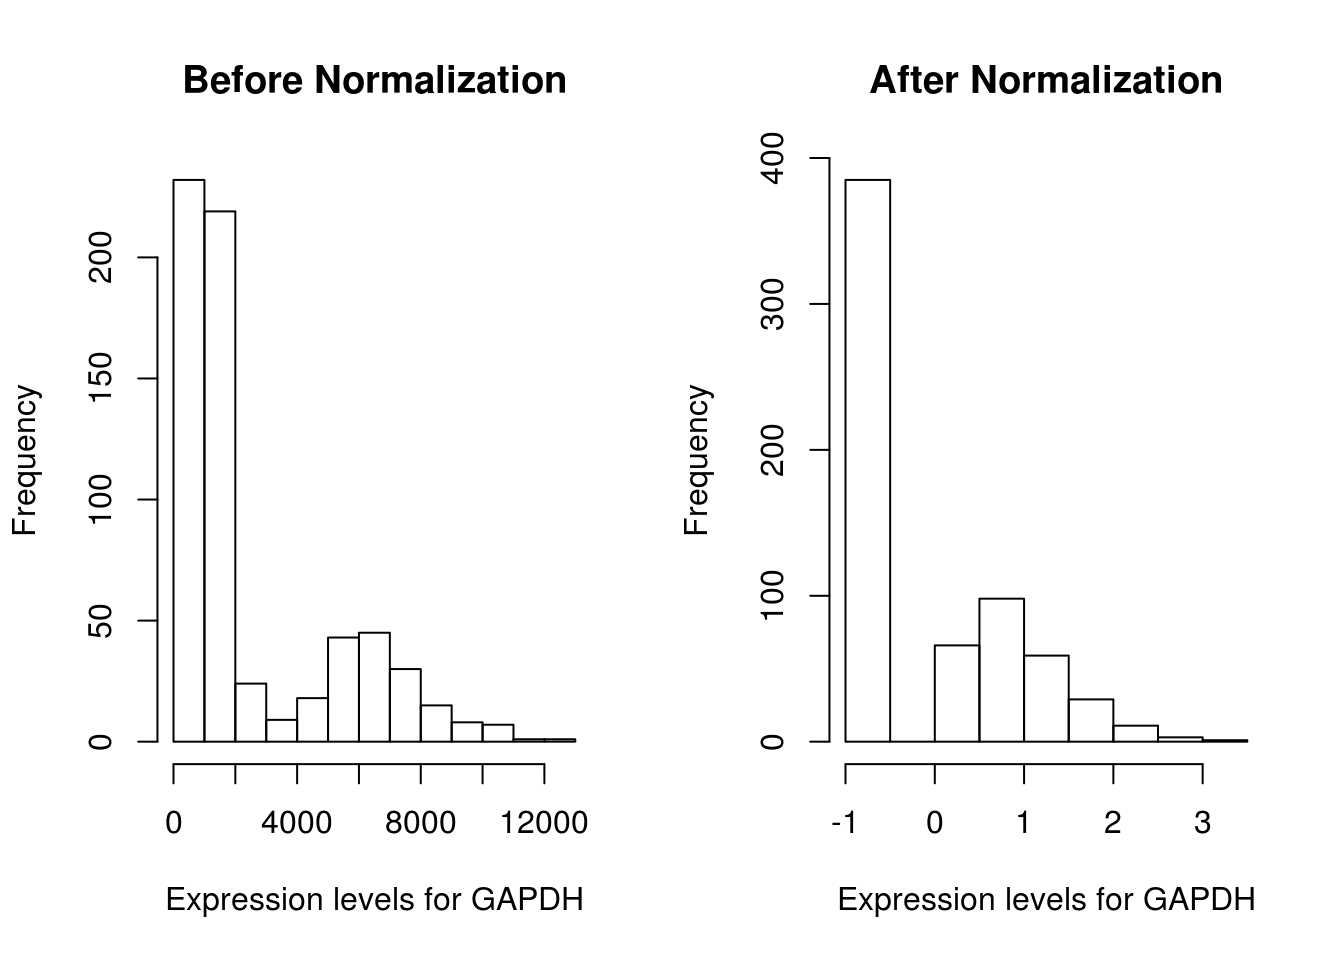 Before Normalization
200
150
100
50
0
Frequency
0 4000 8000 12000
Expression levels for GAPDH
After Normalization
400
300
200
100
0
Frequency
-1 0 1 2 3
Expression levels for GAPDH